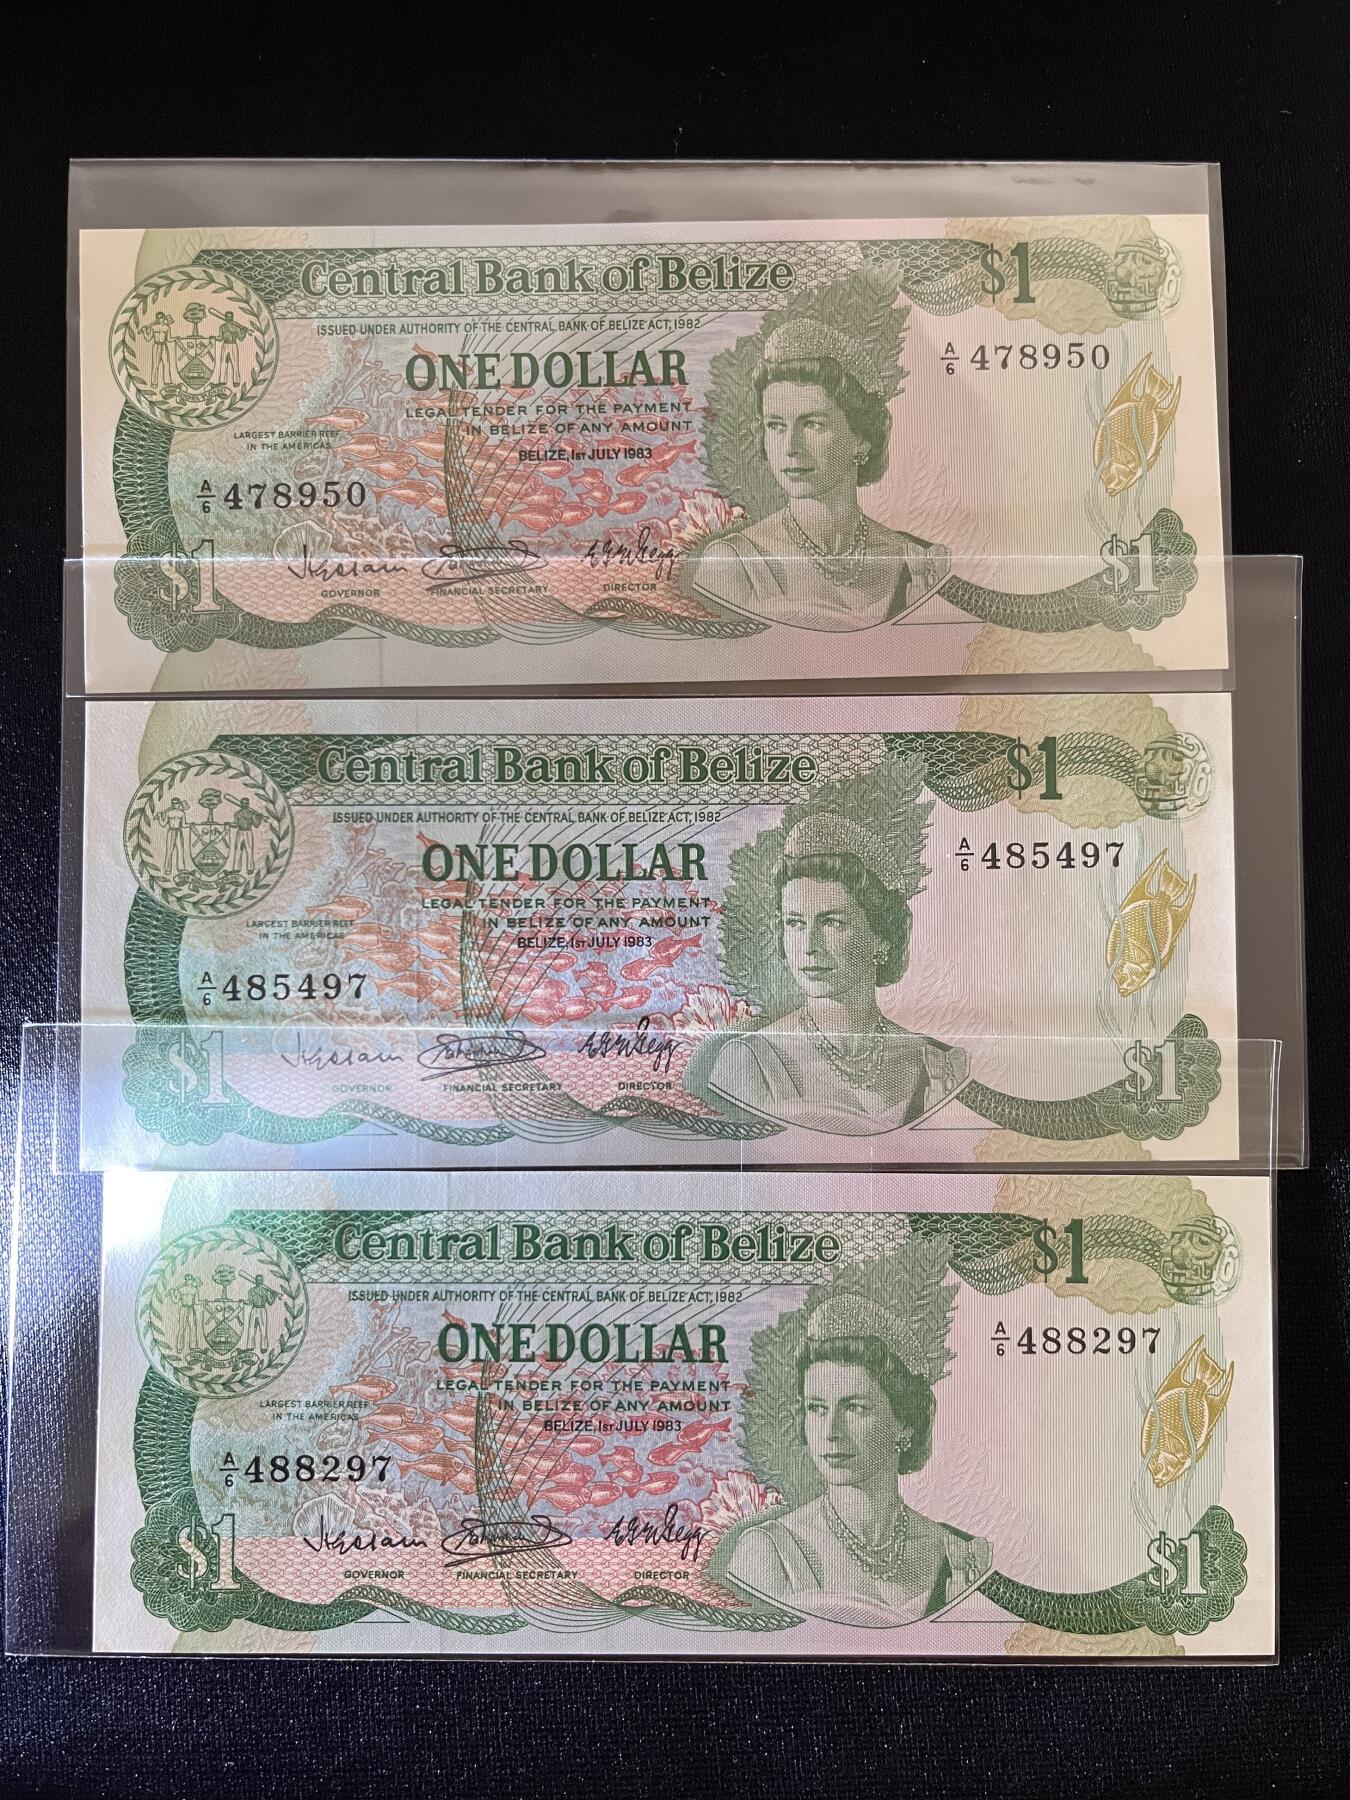 Central Bank of Belize
$1
ISSUED UNDER AUTHORITY OF THE CENTRAL BANK OF BELIZE ACT, 1982
ONE DOLLAR
A/6 478950
LEGAL TENDER FOR THE PAYMENT
IN BELIZE OF ANY AMOUNT
LARGEST BARRIER REEF
IN THE AMERICAS
BELIZE, 1ST JULY 1983
A/6 478950
$1
GOVERNOR
FINANCIAL SECRETARY
DIRECTOR
$1
Central Bank of Belize
$1
ISSUED UNDER AUTHORITY OF THE CENTRAL BANK OF BELIZE ACT, 1982
ONE DOLLAR
A/6 485497
LEGAL TENDER FOR THE PAYMENT
IN BELIZE OF ANY AMOUNT
LARGEST BARRIER REEF
IN THE AMERICAS
BELIZE, 1ST JULY 1983
A/6 485497
$1
GOVERNOR
FINANCIAL SECRETARY
DIRECTOR
$1
Central Bank of Belize
$1
ISSUED UNDER AUTHORITY OF THE CENTRAL BANK OF BELIZE ACT, 1982
ONE DOLLAR
A/6 488297
LEGAL TENDER FOR THE PAYMENT
IN BELIZE OF ANY AMOUNT
LARGEST BARRIER REEF
IN THE AMERICAS
BELIZE, 1ST JULY 1983
A/6 488297
$1
GOVERNOR
FINANCIAL SECRETARY
DIRECTOR
$1